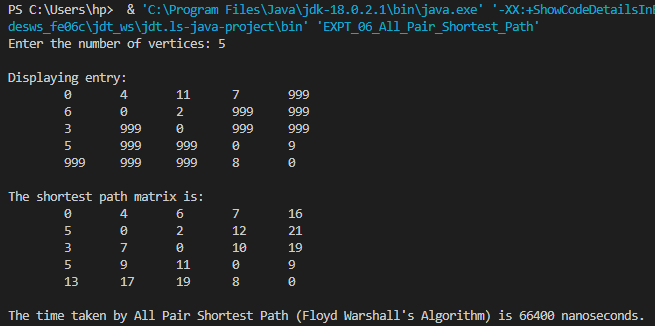 PS C:\Users\hp>  & 'C:\Program Files\Java\jdk-18.0.2.1\bin\java.exe' '-XX:+ShowCodeDetailsInE
desws_fe06c\jdt_ws\jdt.ls-java-project\bin' 'EXPT_06_All_Pair_Shortest_Path'
Enter the number of vertices: 5
Displaying entry:
0 4 11 7 999
6 0 2 999 999
3 999 0 999 999
5 999 999 0 9
999 999 999 8 0
The shortest path matrix is:
0 4 6 7 16
5 0 2 12 21
3 7 0 10 19
5 9 11 0 9
13 17 19 8 0
The time taken by All Pair Shortest Path (Floyd Warshall's Algorithm) is 66400 nanoseconds.